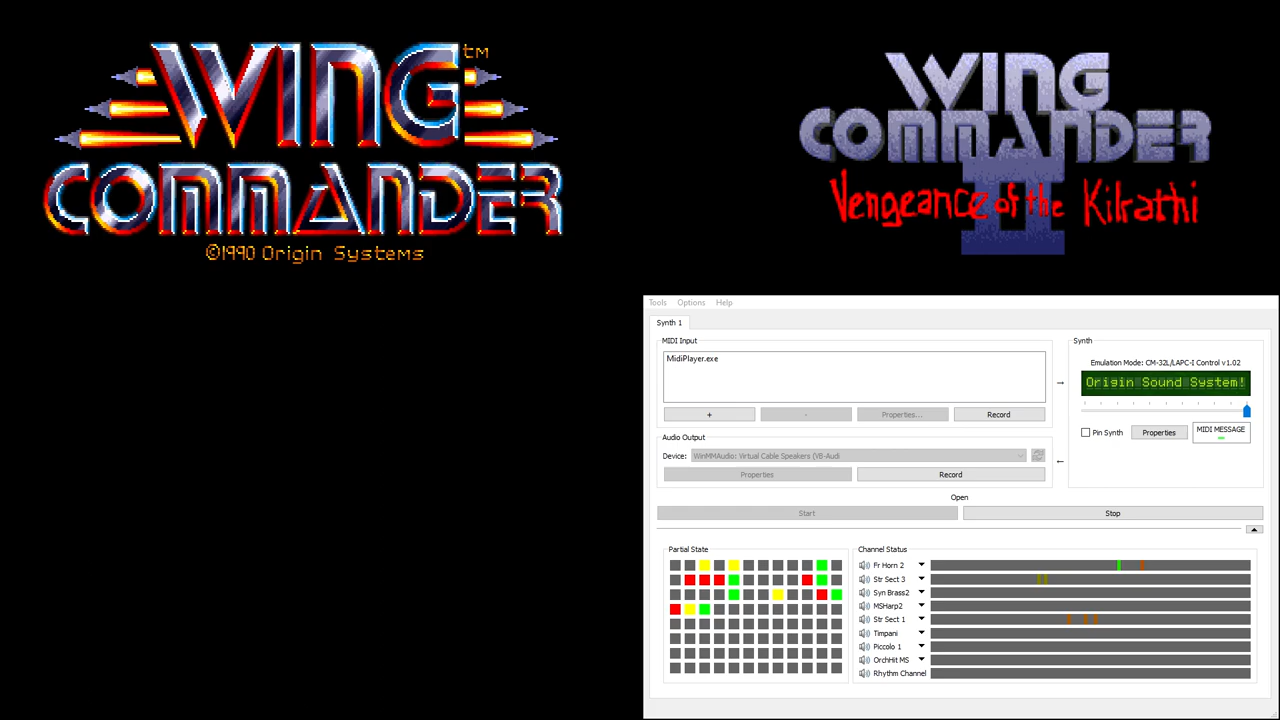 WING TM
COMMANDER
©1990 Origin Systems
WING
COMMANDER
II
Vengeance of the Kilrathi
Tools Options Help
Synth 1
MIDI Input
MidiPlayer.exe
+ - Properties... Record
Audio Output
Device: WinMMAudio: Virtual Cable Speakers (VB-Audi
Properties Record
Synth
Emulation Mode: CM-32L/LAPC-I Control v1.02
Origin Sound System!
Pin Synth Properties MIDI MESSAGE
Open
Start Stop
Partial State
Channel Status
Fr Horn 2
Str Sect 3
Syn Brass2
MSHarp2
Str Sect 1
Timpani
Piccolo 1
OrcHit MS
Rhythm Channel